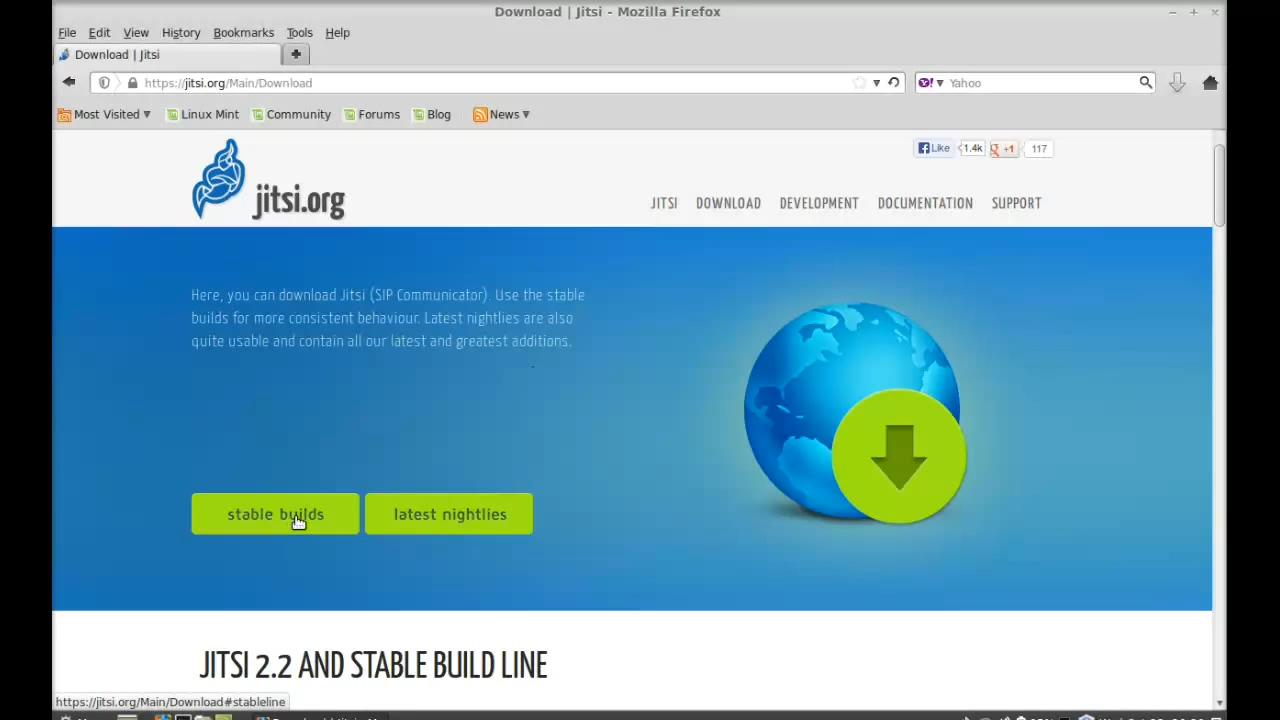 Download | Jitsi - Mozilla Firefox
File Edit View History Bookmarks Tools Help
Download | Jitsi
https://jitsi.org/Main/Download
Yahoo
Most Visited Linux Mint Community Forums Blog News
Like 1.4k +1 117
jitsi.org
JITSI DOWNLOAD DEVELOPMENT DOCUMENTATION SUPPORT
Here, you can download Jitsi (SIP Communicator). Use the stable
builds for more consistent behaviour. Latest nightlies are also
quite usable and contain all our latest and greatest additions.
stable builds latest nightlies
JITSI 2.2 AND STABLE BUILD LINE
https://jitsi.org/Main/Download#stableline